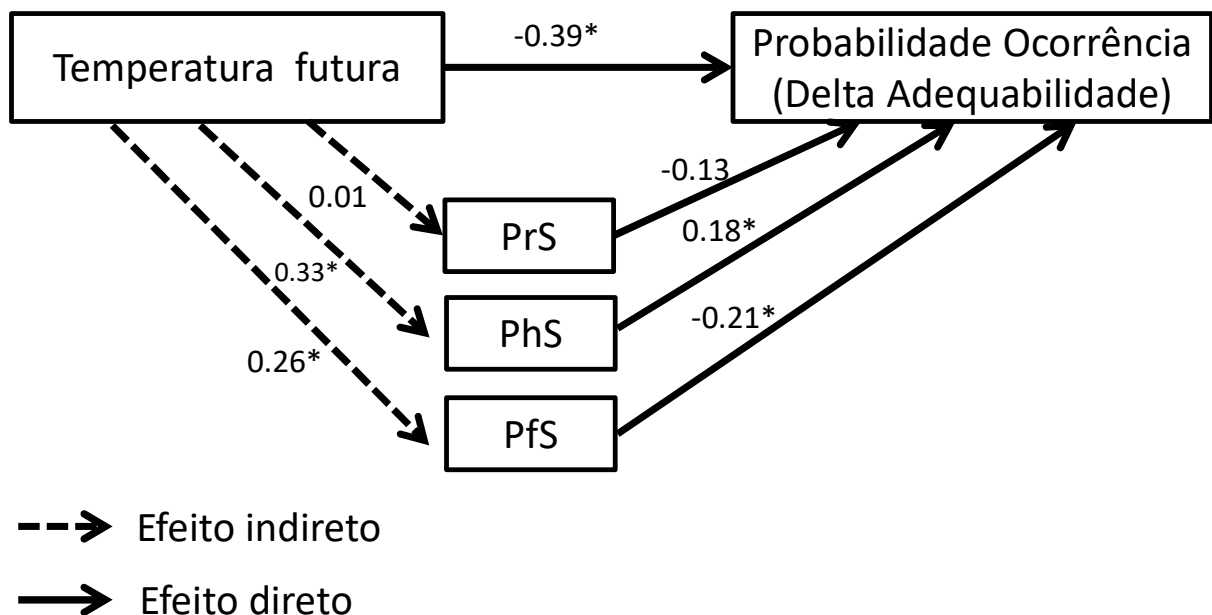 Temperatura futura
-0.39*
Probabilidade Ocorrência
(Delta Adequabilidade)
0.01
-0.13
PrS
0.33*
0.18*
PhS
0.26*
-0.21*
PfS
Efeito indireto
Efeito direto